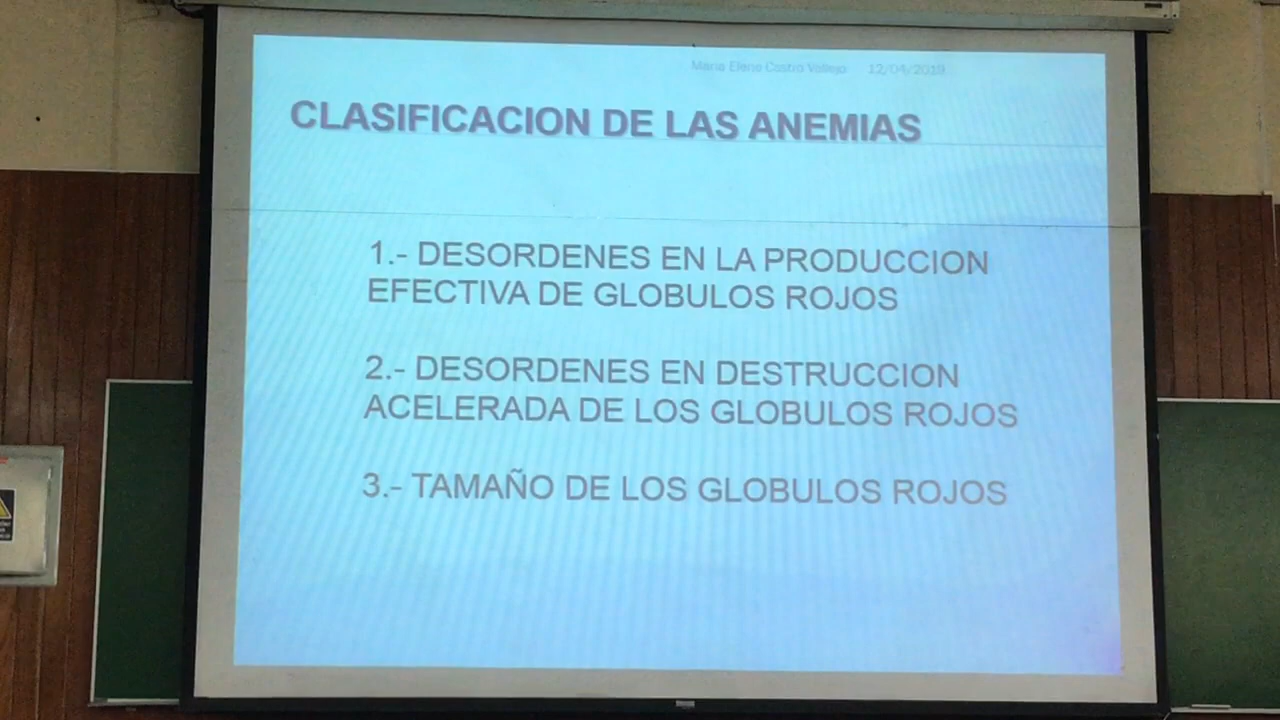 Maria Elena Castro Vallejo 12/04/2019
CLASIFICACION DE LAS ANEMIAS
1.- DESORDENES EN LA PRODUCCION
EFECTIVA DE GLOBULOS ROJOS
2.- DESORDENES EN DESTRUCCION
ACELERADA DE LOS GLOBULOS ROJOS
3.- TAMAÑO DE LOS GLOBULOS ROJOS